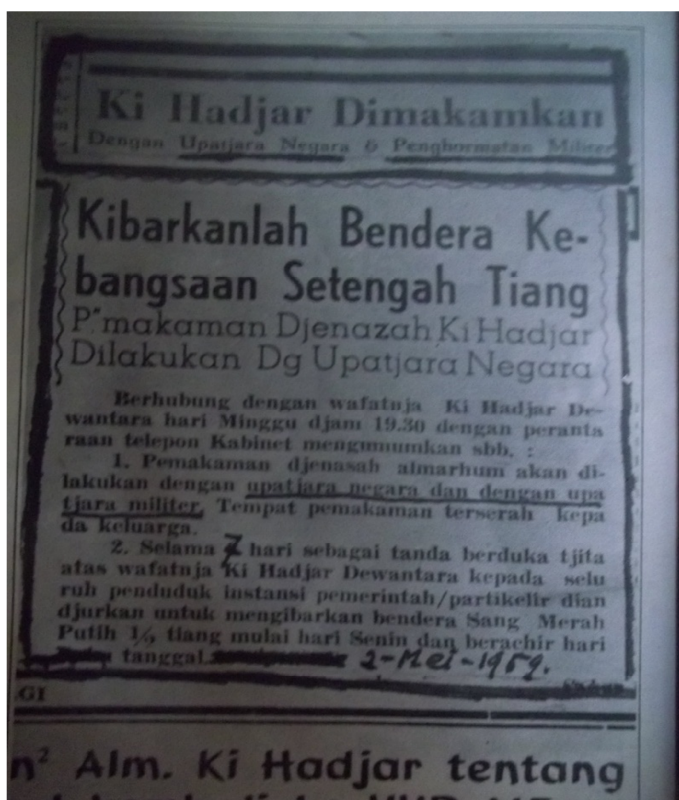 Ki Hadjar Dimakamkan
Dengan Upatjara Negara & Penghormatan Militer
Kibarkanlah Bendera Ke-
bangsaan Setengah Tiang
P"makaman Djenazah Ki Hadjar
Dilakukan Dg Upatjara Negara
Berhubung dengan wafatnja Ki Hadjar De-
wantara hari Minggu djam 19.30 dengan peranta
raan telepon Kabinet mengumumkan sbb. :
1. Pemakaman djenasah almarhum akan di-
lakukan dengan upatjara negara dan dengan upa
tjara militer. Tempat pemakaman terserah kepa
da keluarga.
2. Selama 7 hari sebagai tanda berduka tjita
atas wafatnja Ki Hadjar Dewantara kepada selu
ruh penduduk instansi pemerintah/partikelir dian
djurkan untuk mengibarkan bendera Sang Merah
Putih 1/2 tiang mulai hari Senin dan berachir hari
tanggal 2-Mei-1959.
GI
n² Alm. Ki Hadjar tentang